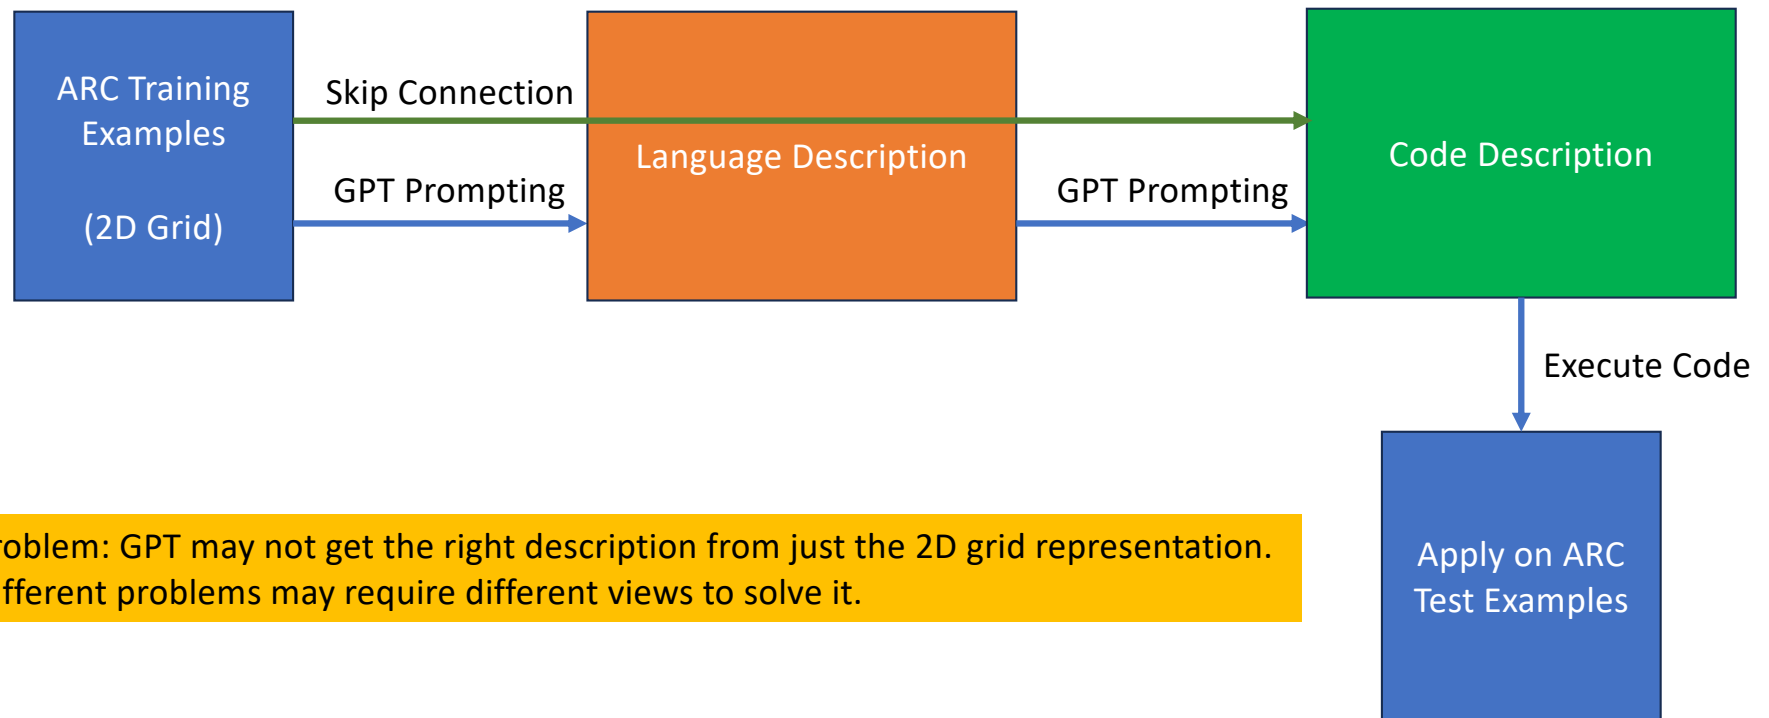 ARC Training
Examples
(2D Grid)
Skip Connection
GPT Prompting
Language Description
GPT Prompting
Code Description
Execute Code
roblem: GPT may not get the right description from just the 2D grid representation.
ifferent problems may require different views to solve it.
Apply on ARC
Test Examples